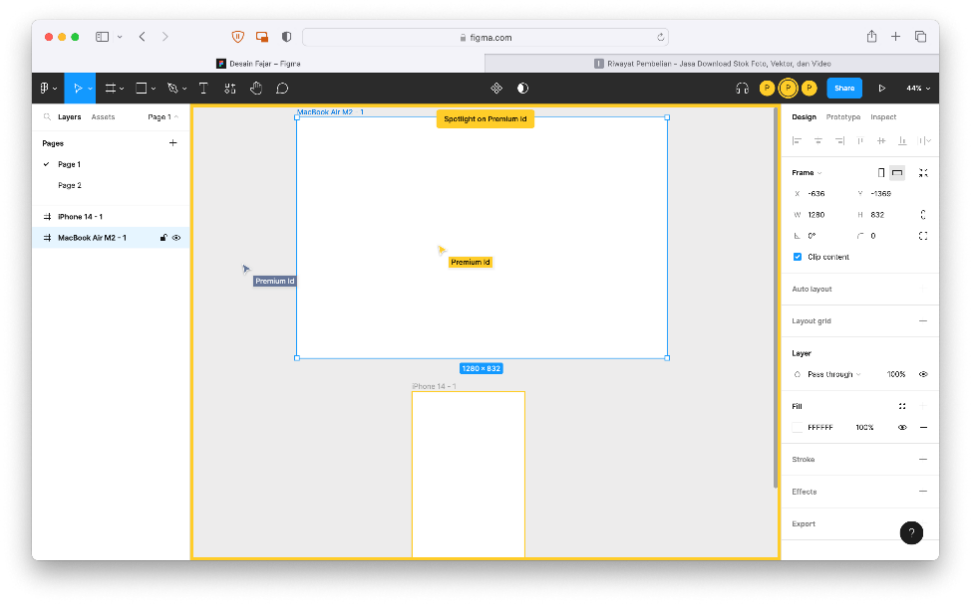 figma.com
Desain Fajar – Figma
Riwayat Pembelian - Jasa Download Stok Foto, Vektor, dan Video
P P P Share 44%
Layers Assets Page 1
Pages
Page 1
Page 2
iPhone 14 - 1
MacBook Air M2 - 1
MacBook Air M2 - 1
Spotlight on Premium Id
Premium Id
Premium Id
1280 × 832
iPhone 14 - 1
Design Prototype Inspect
Frame
X -636 Y -1369
W 1280 H 832
0° 0
Clip content
Auto layout
Layout grid
Layer
Pass through 100%
Fill
FFFFFF 100%
Stroke
Effects
Export
?